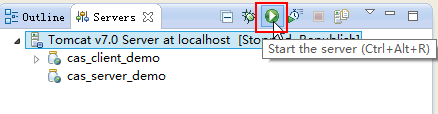 Outline Servers
Tomcat v7.0 Server at localhost
Start the server (Ctrl+Alt+R)
cas_client_demo
cas_server_demo